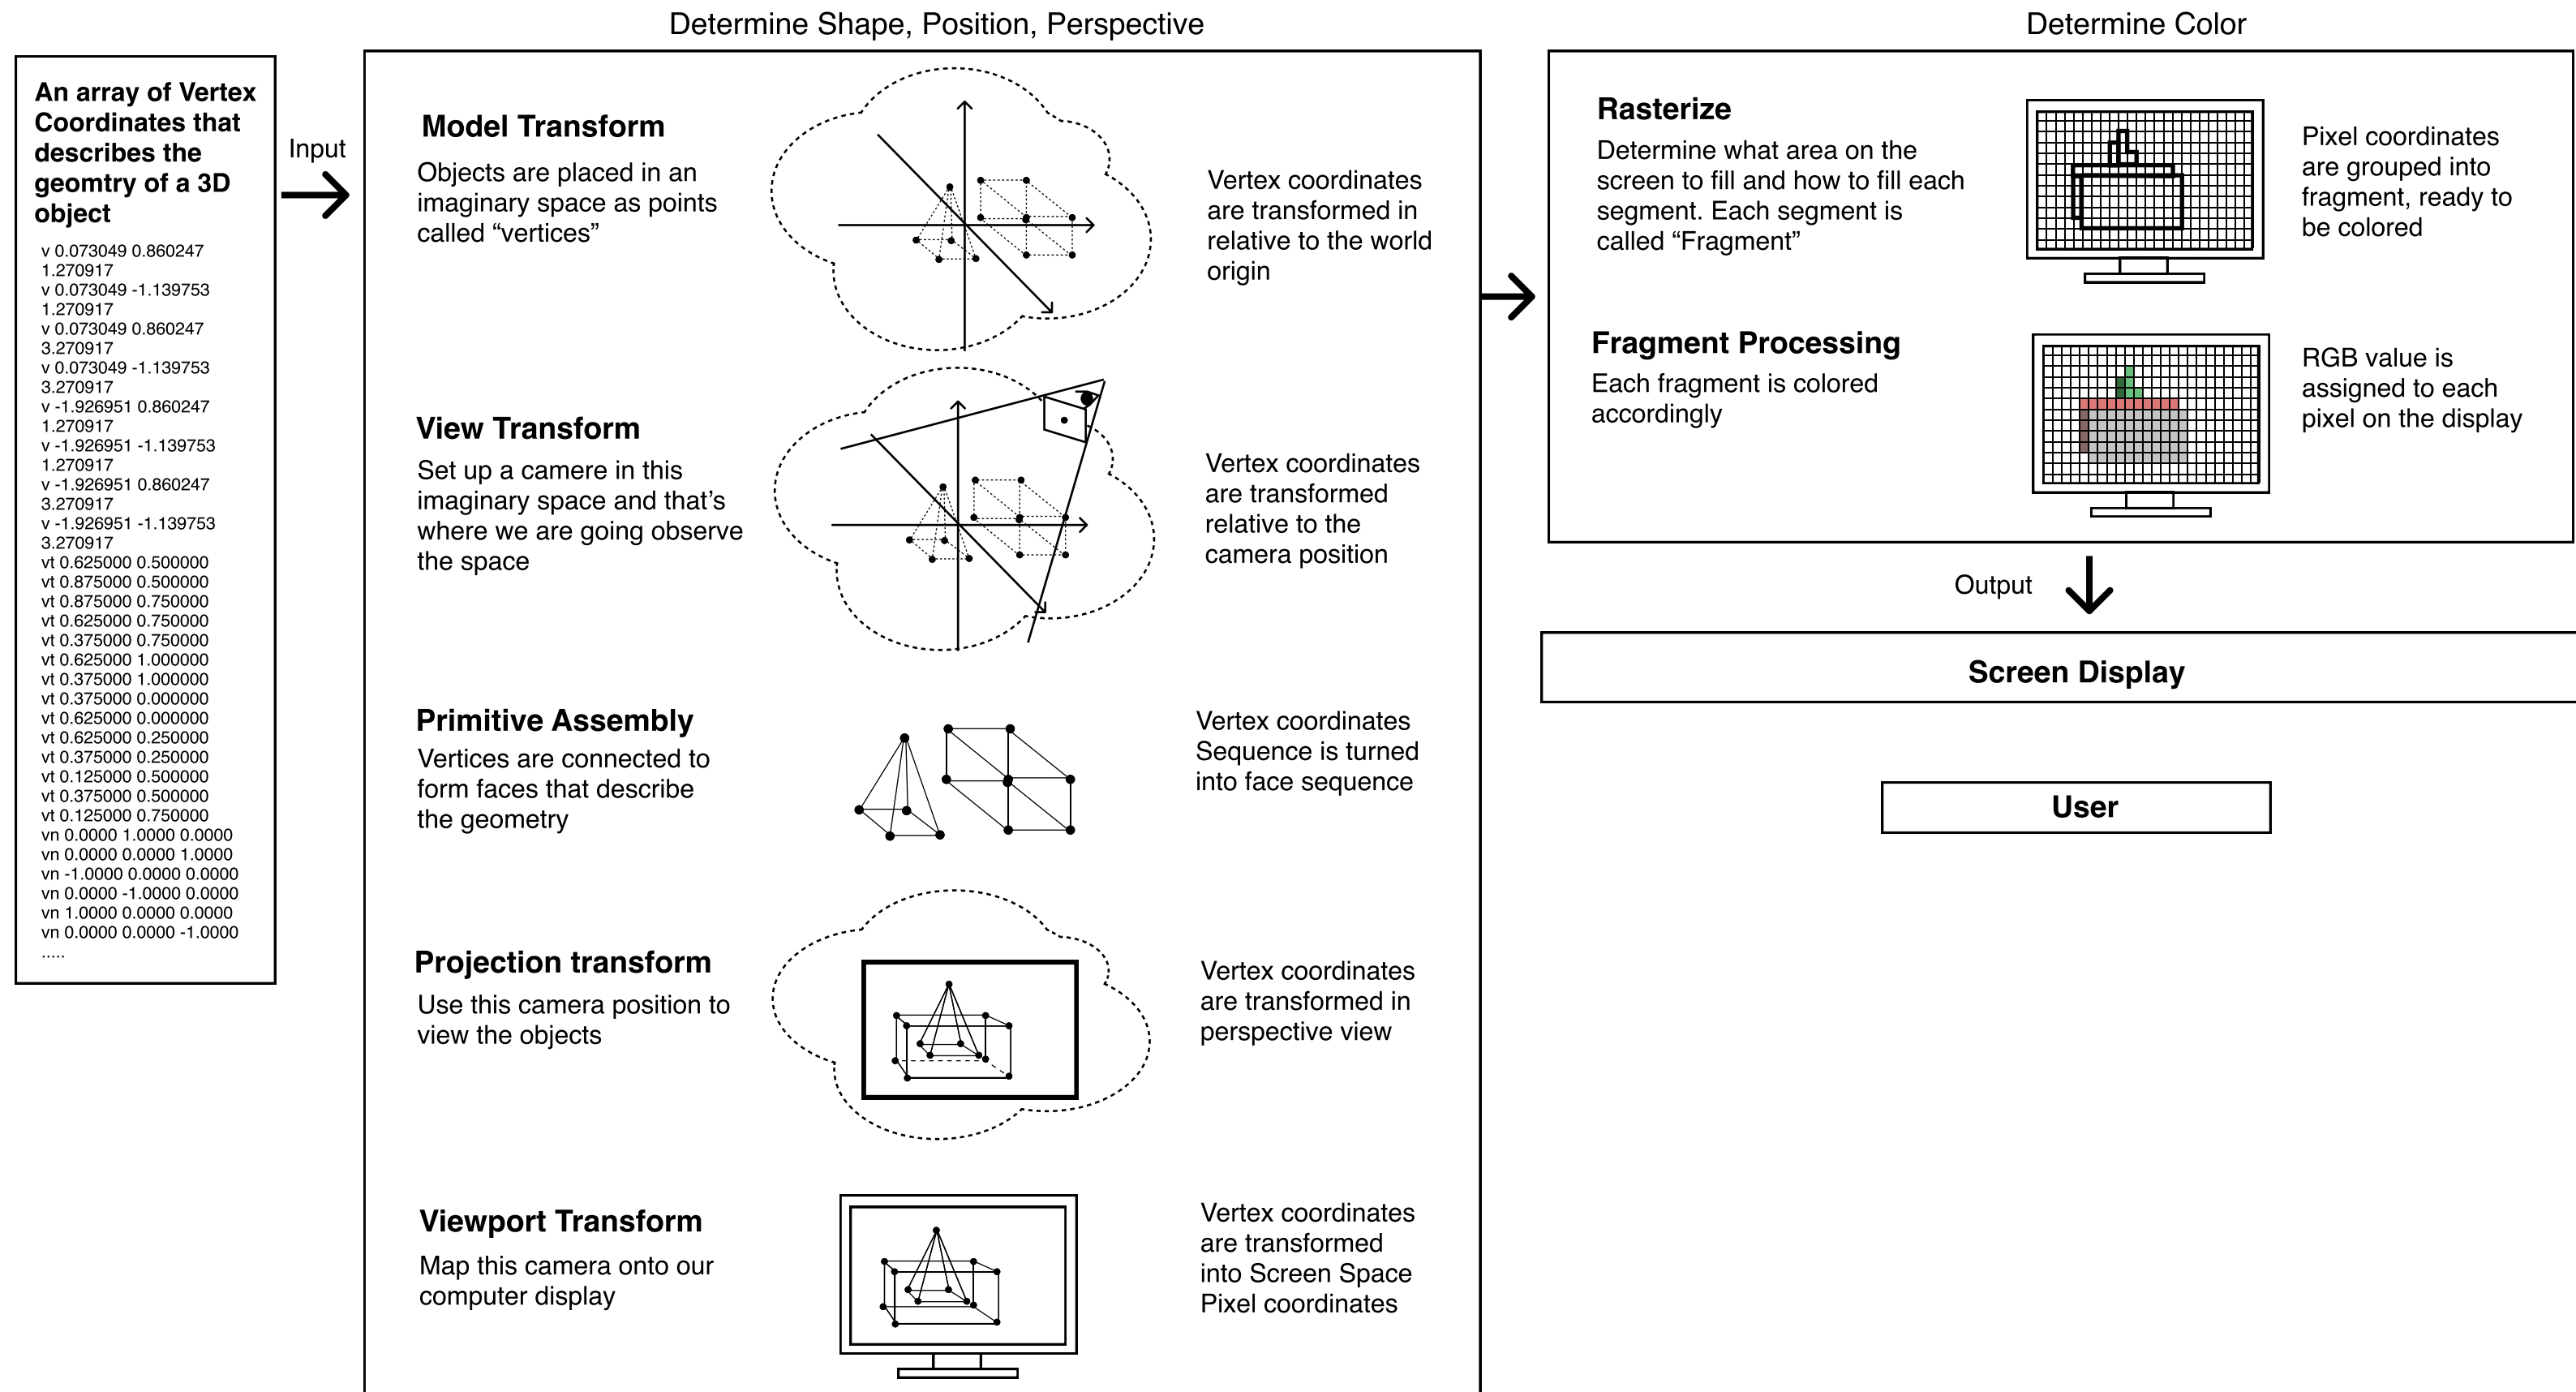 Determine Shape, Position, Perspective
Determine Color
An array of Vertex
Coordinates that
describes the
geomtry of a 3D
object
v 0.073049 0.860247
1.270917
v 0.073049 -1.139753
1.270917
v 0.073049 0.860247
3.270917
v 0.073049 -1.139753
3.270917
v -1.926951 0.860247
1.270917
v -1.926951 -1.139753
1.270917
v -1.926951 0.860247
3.270917
v -1.926951 -1.139753
3.270917
vt 0.625000 0.500000
vt 0.875000 0.500000
vt 0.875000 0.750000
vt 0.625000 0.750000
vt 0.375000 0.750000
vt 0.625000 1.000000
vt 0.375000 1.000000
vt 0.375000 0.000000
vt 0.625000 0.000000
vt 0.625000 0.250000
vt 0.375000 0.250000
vt 0.125000 0.500000
vt 0.375000 0.500000
vt 0.125000 0.750000
vn 0.0000 1.0000 0.0000
vn 0.0000 0.0000 1.0000
vn -1.0000 0.0000 0.0000
vn 0.0000 -1.0000 0.0000
vn 1.0000 0.0000 0.0000
vn 0.0000 0.0000 -1.0000
.....
Input
Model Transform
Objects are placed in an
imaginary space as points
called “vertices”
Vertex coordinates
are transformed in
relative to the world
origin
View Transform
Set up a camere in this
imaginary space and that’s
where we are going observe
the space
Vertex coordinates
are transformed
relative to the
camera position
Primitive Assembly
Vertices are connected to
form faces that describe
the geometry
Vertex coordinates
Sequence is turned
into face sequence
Projection transform
Use this camera position to
view the objects
Vertex coordinates
are transformed in
perspective view
Viewport Transform
Map this camera onto our
computer display
Vertex coordinates
are transformed
into Screen Space
Pixel coordinates
Rasterize
Determine what area on the
screen to fill and how to fill each
segment. Each segment is
called “Fragment”
Pixel coordinates
are grouped into
fragment, ready to
be colored
Fragment Processing
Each fragment is colored
accordingly
RGB value is
assigned to each
pixel on the display
Output
Screen Display
User